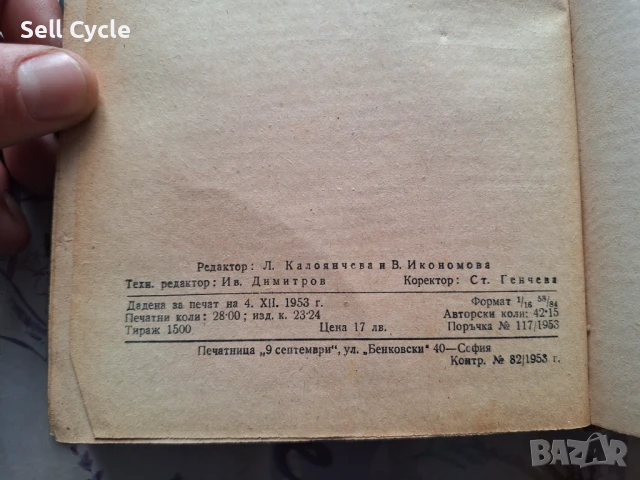 Sell Cycle
Редактор: Л. Калоянчева и В. Икономова
Техн. редактор: Ив. Димитров Коректор: Ст. Генчева
Дадена за печат на 4. XII. 1953 г. Формат 1/16 58/84
Печатни коли: 28·00; изд. к. 23·24 Авторски коли: 42·15
Тираж 1500 Цена 17 лв. Поръчка № 117/1953
Печатница „9 септември", ул. „Бенковски" 40—София
Контр. № 82/1953 г.
BAZAR